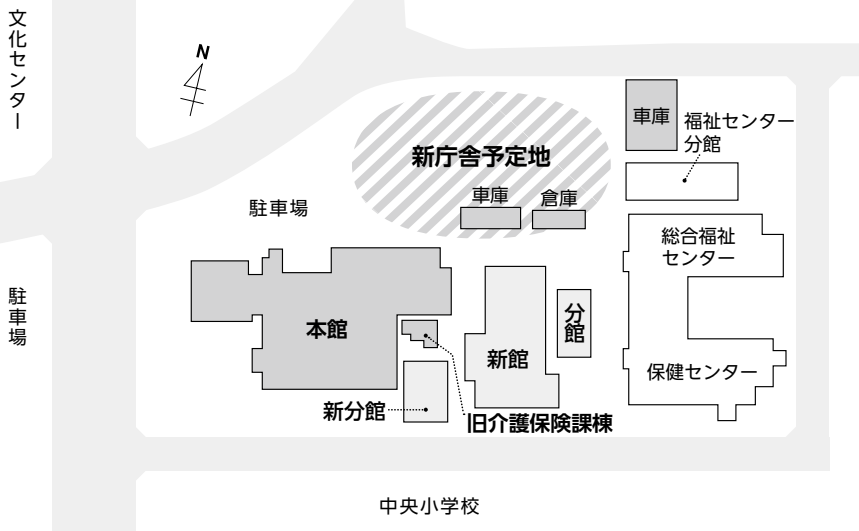 文化センター
N
車庫
福祉センター
分館
新庁舎予定地
車庫
倉庫
駐車場
総合福祉
センター
駐車場
本館
分館
新館
保健センター
新分館
旧介護保険課棟
中央小学校